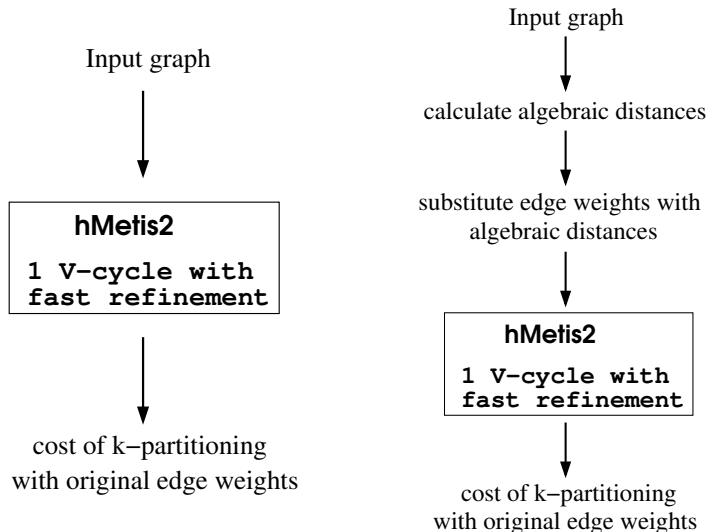 Input graph
hMetis2
1 V−cycle with
fast refinement
cost of k−partitioning
with original edge weights
Input graph
calculate algebraic distances
substitute edge weights with
algebraic distances
hMetis2
1 V−cycle with
fast refinement
cost of k−partitioning
with original edge weights